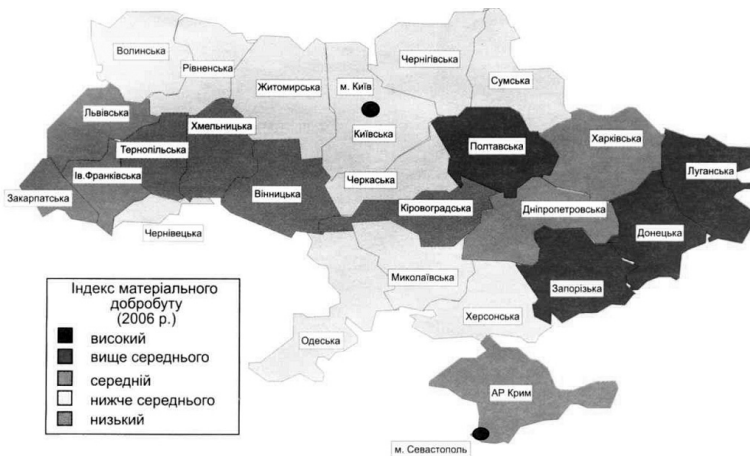 Волинська
Рівненська
Житомирська
м. Київ
Чернігівська
Сумська
Львівська
Хмельницька
Тернопільська
Київська
Полтавська
Харківська
Луганська
Ів.Франківська
Закарпатська
Вінницька
Черкаська
Кіровоградська
Дніпропетровська
Донецька
Чернівецька
Миколаївська
Запорізька
Херсонська
Одеська
АР Крим
м. Севастополь
Індекс матеріального
добробуту
(2006 р.)
високий
вище середнього
середній
нижче середнього
низький